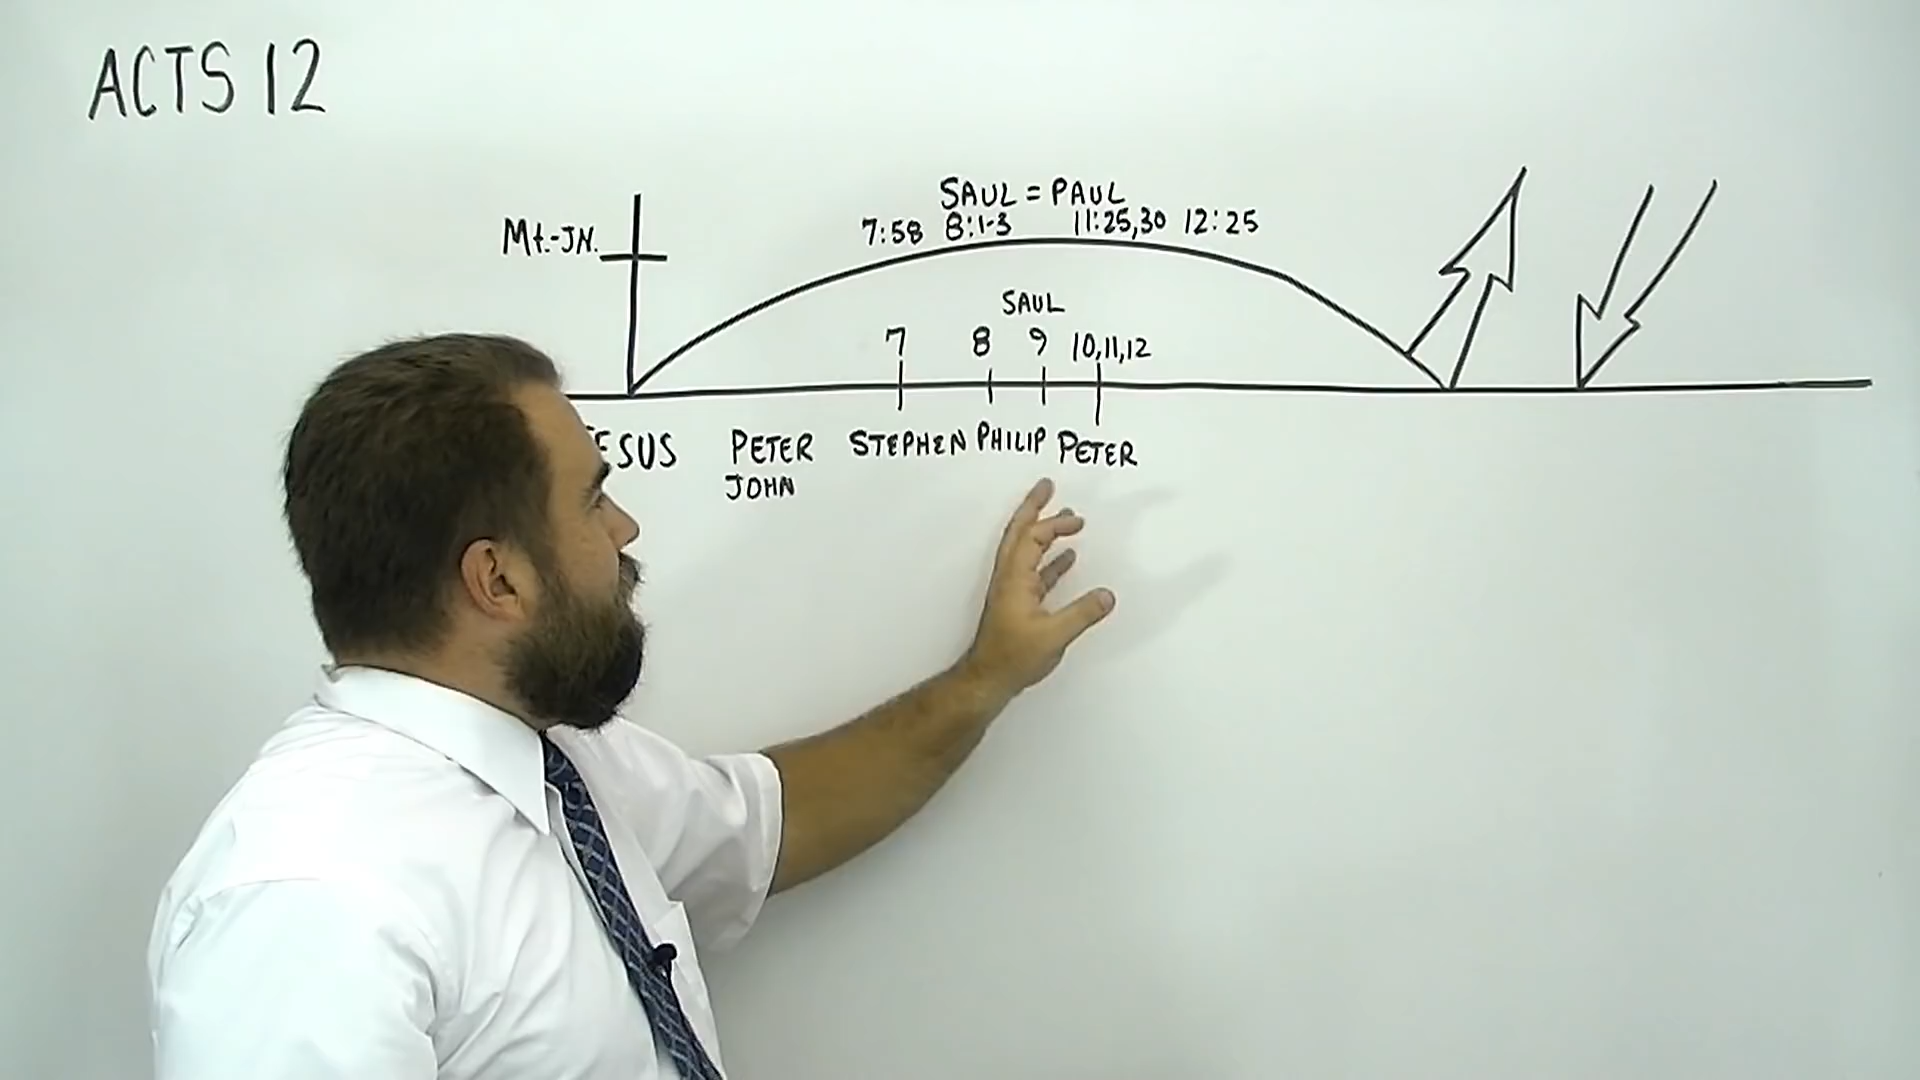 ACTS 12
SAUL = PAUL
7:58 8:1-3 11:25,30 12:25
Mt.-JN.
SAUL
7 8 9 10,11,12
ESUS PETER STEPHEN PHILIP PETER
JOHN